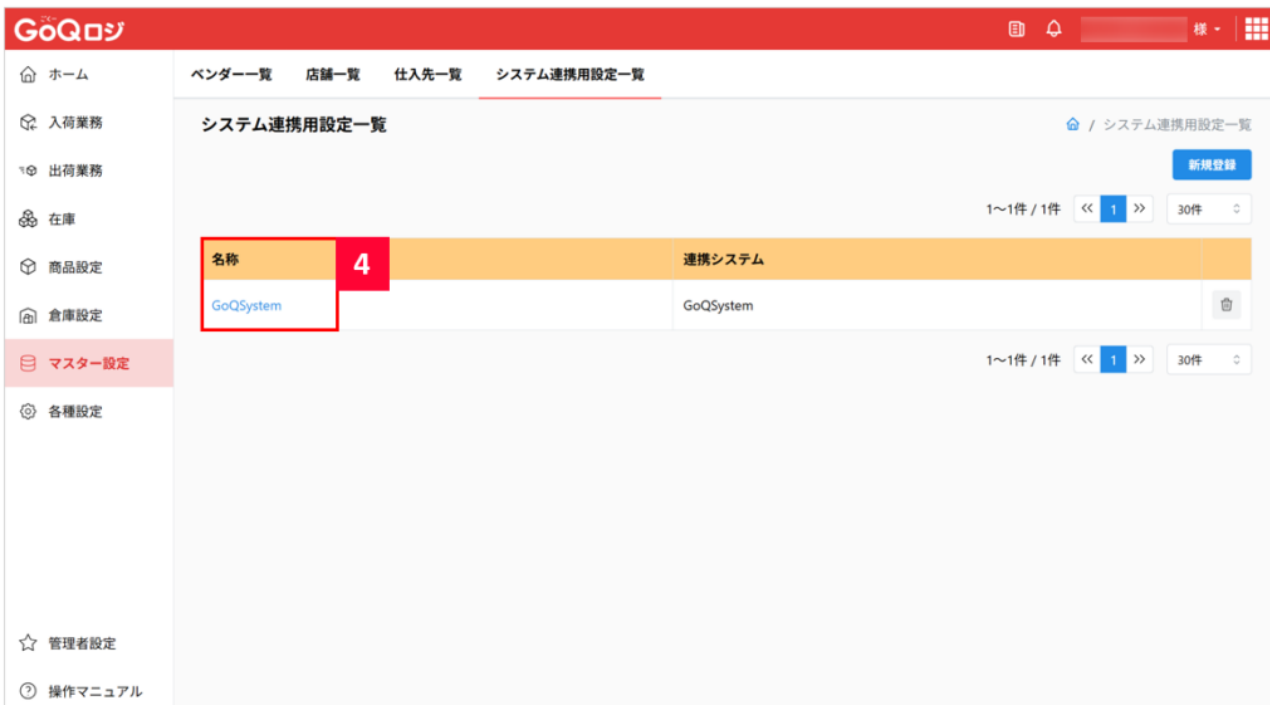 ごくー
GoQロジ
様
ホーム
入荷業務
出荷業務
在庫
商品設定
倉庫設定
マスター設定
各種設定
管理者設定
操作マニュアル
ベンダー一覧 店舗一覧 仕入先一覧 システム連携用設定一覧
システム連携用設定一覧
/ システム連携用設定一覧
新規登録
1〜1件 / 1件 << 1 >> 30件
名称 4 連携システム
GoQSystem GoQSystem
1〜1件 / 1件 << 1 >> 30件